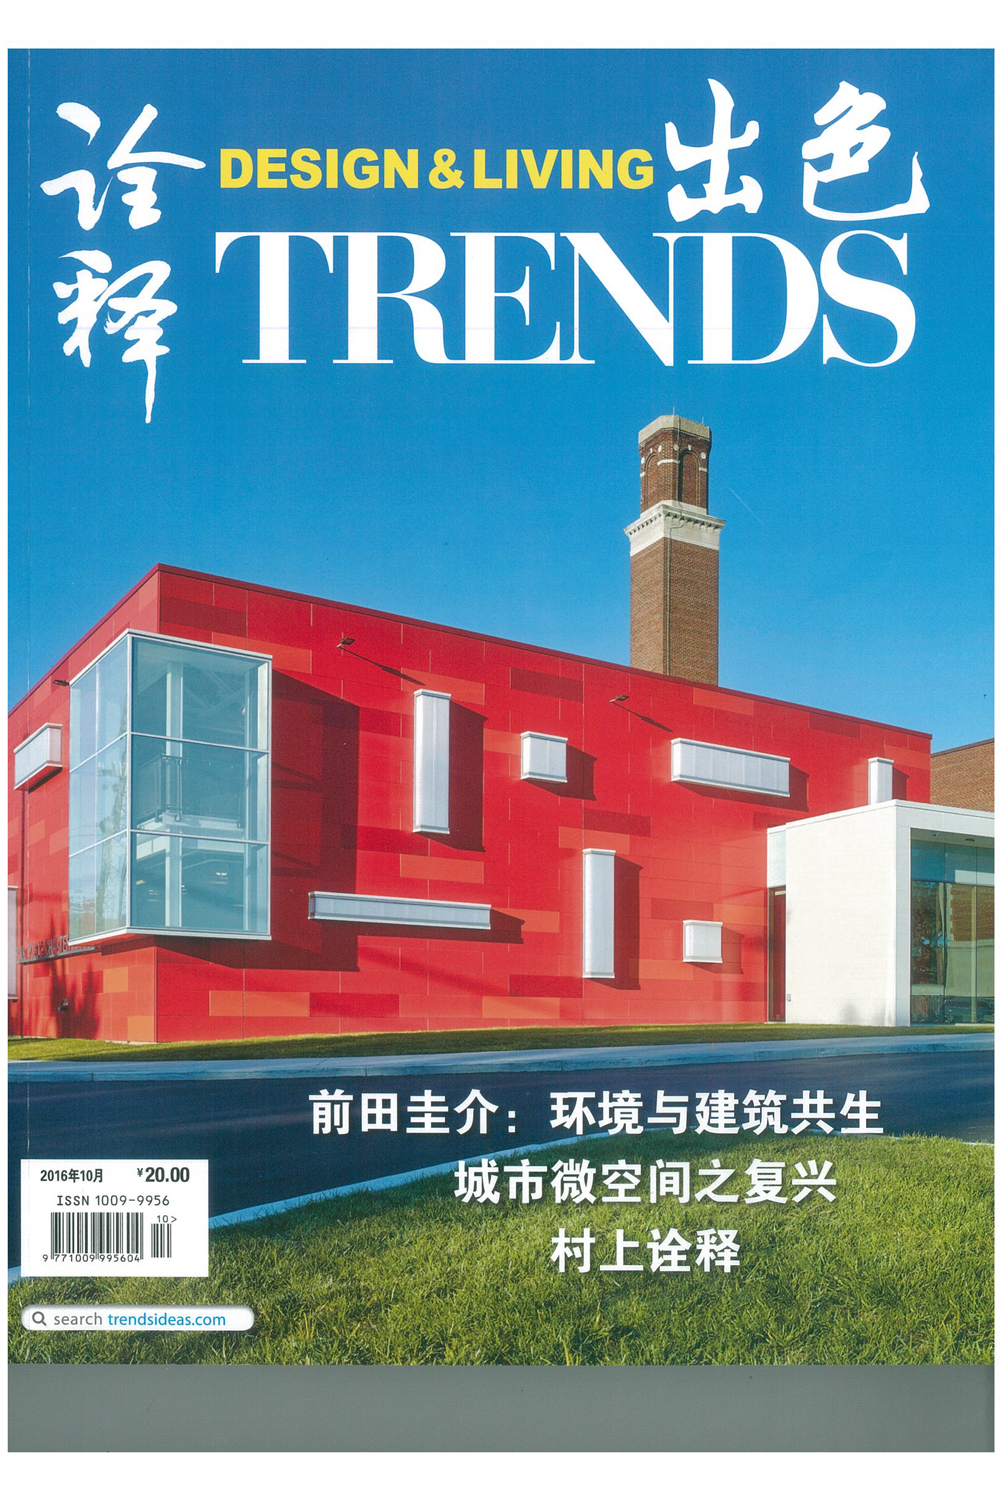 诠释
DESIGN & LIVING
出色
TRENDS
前田圭介：环境与建筑共生
城市微空间之复兴
村上诠释
2016年10月 ¥20.00
ISSN 1009-9956
10>
9 771009 995604
search trendsideas.com